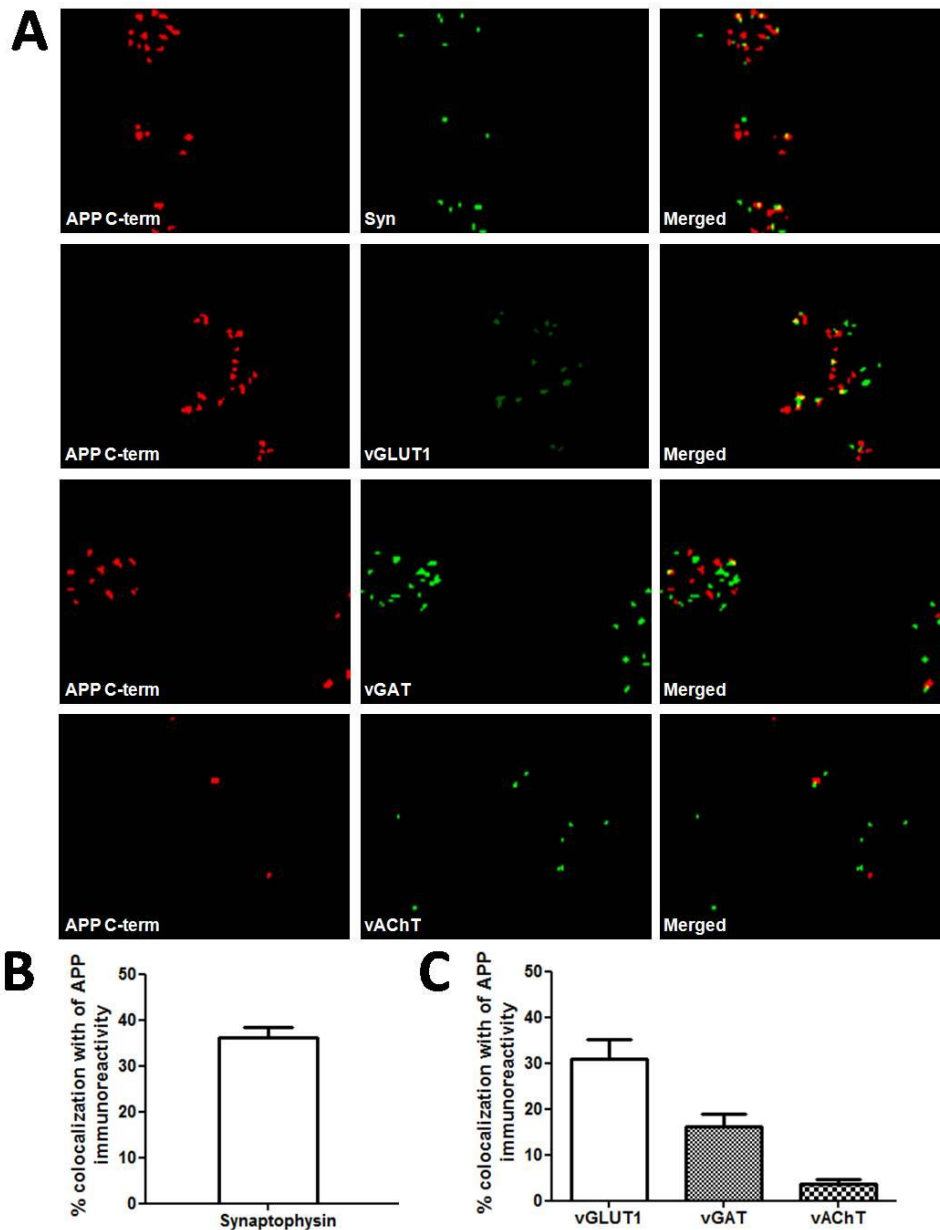 A
APP C-term
Syn
Merged
APP C-term
vGLUT1
Merged
APP C-term
vGAT
Merged
APP C-term
vAChT
Merged
B
% colocalization with of APP
immunoreactivity
50
40
30
20
10
0
Synaptophysin
C
% colocalization with of APP
immunoreactivity
50
40
30
20
10
0
vGLUT1
vGAT
vAChT